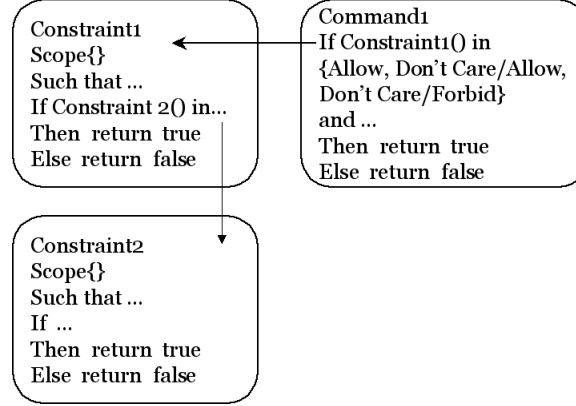 Constraint1
Scope{}
Such that ...
If Constraint 2() in...
Then return true
Else return false
Command1
If Constraint1() in
{Allow, Don't Care/Allow,
Don't Care/Forbid}
and ...
Then return true
Else return false
Constraint2
Scope{}
Such that ...
If ...
Then return true
Else return false